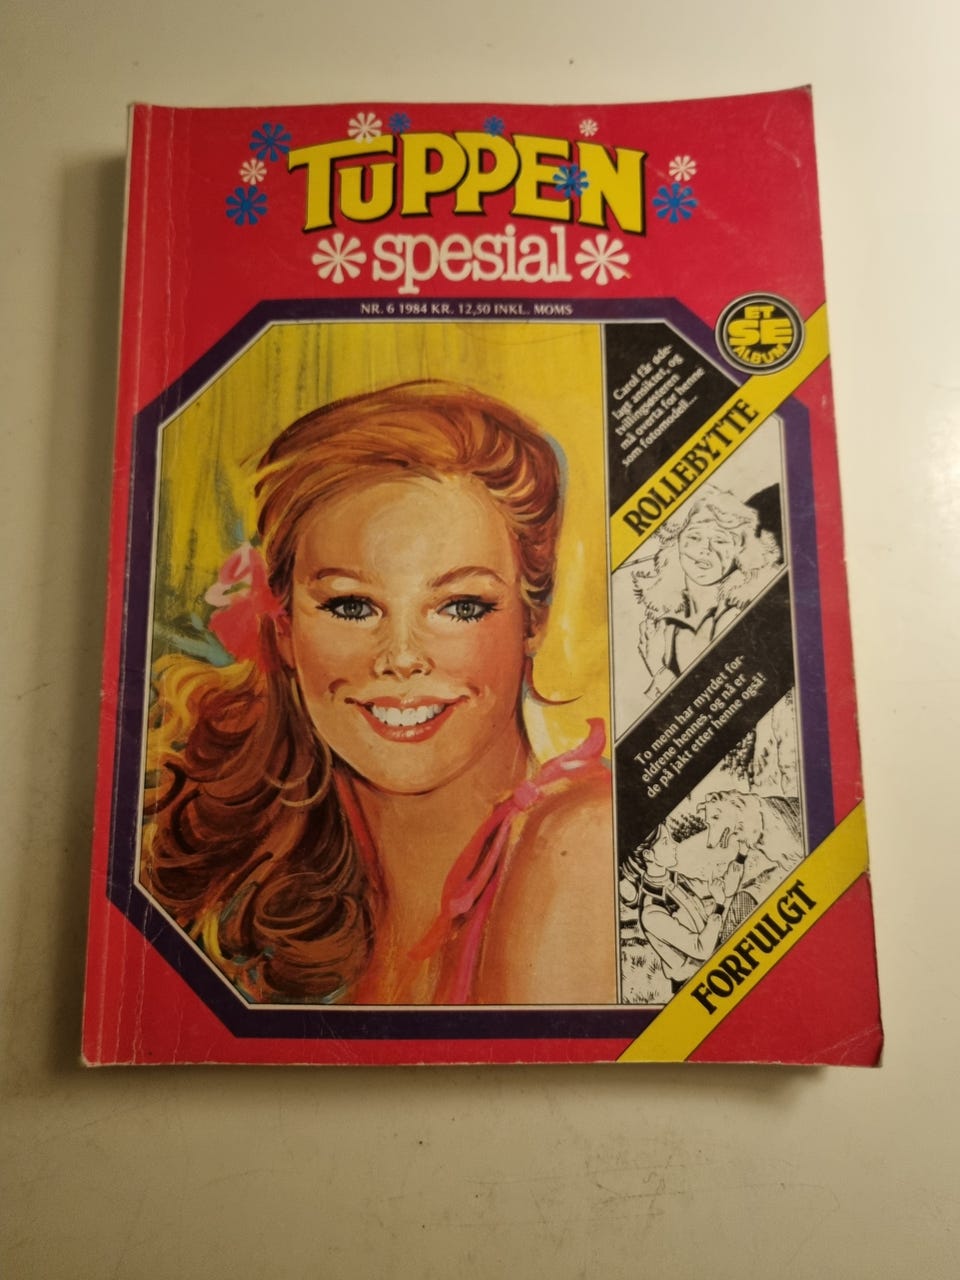 TUPPEN
spesial
NR. 6 1984 KR. 12,50 INKL. MOMS
ET
SE
ALBUM
Carol får øde-
lagt ansiktet, og
tvillingsøsteren
må overta for henne
som fotomodell...
ROLLEBYTTE
To menn har myrdet for-
eldrene hennes, og nå er
de på jakt etter henne også!
FORFULGT